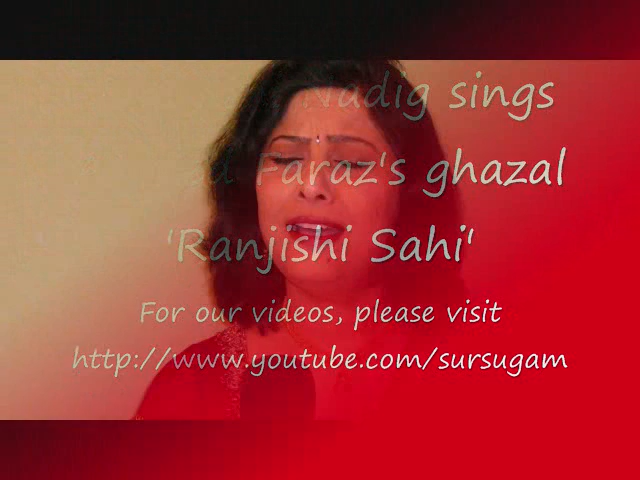 Nadig sings
Faraz's ghazal
'Ranjishi Sahi'
For our videos, please visit
http://www.youtube.com/sursugam